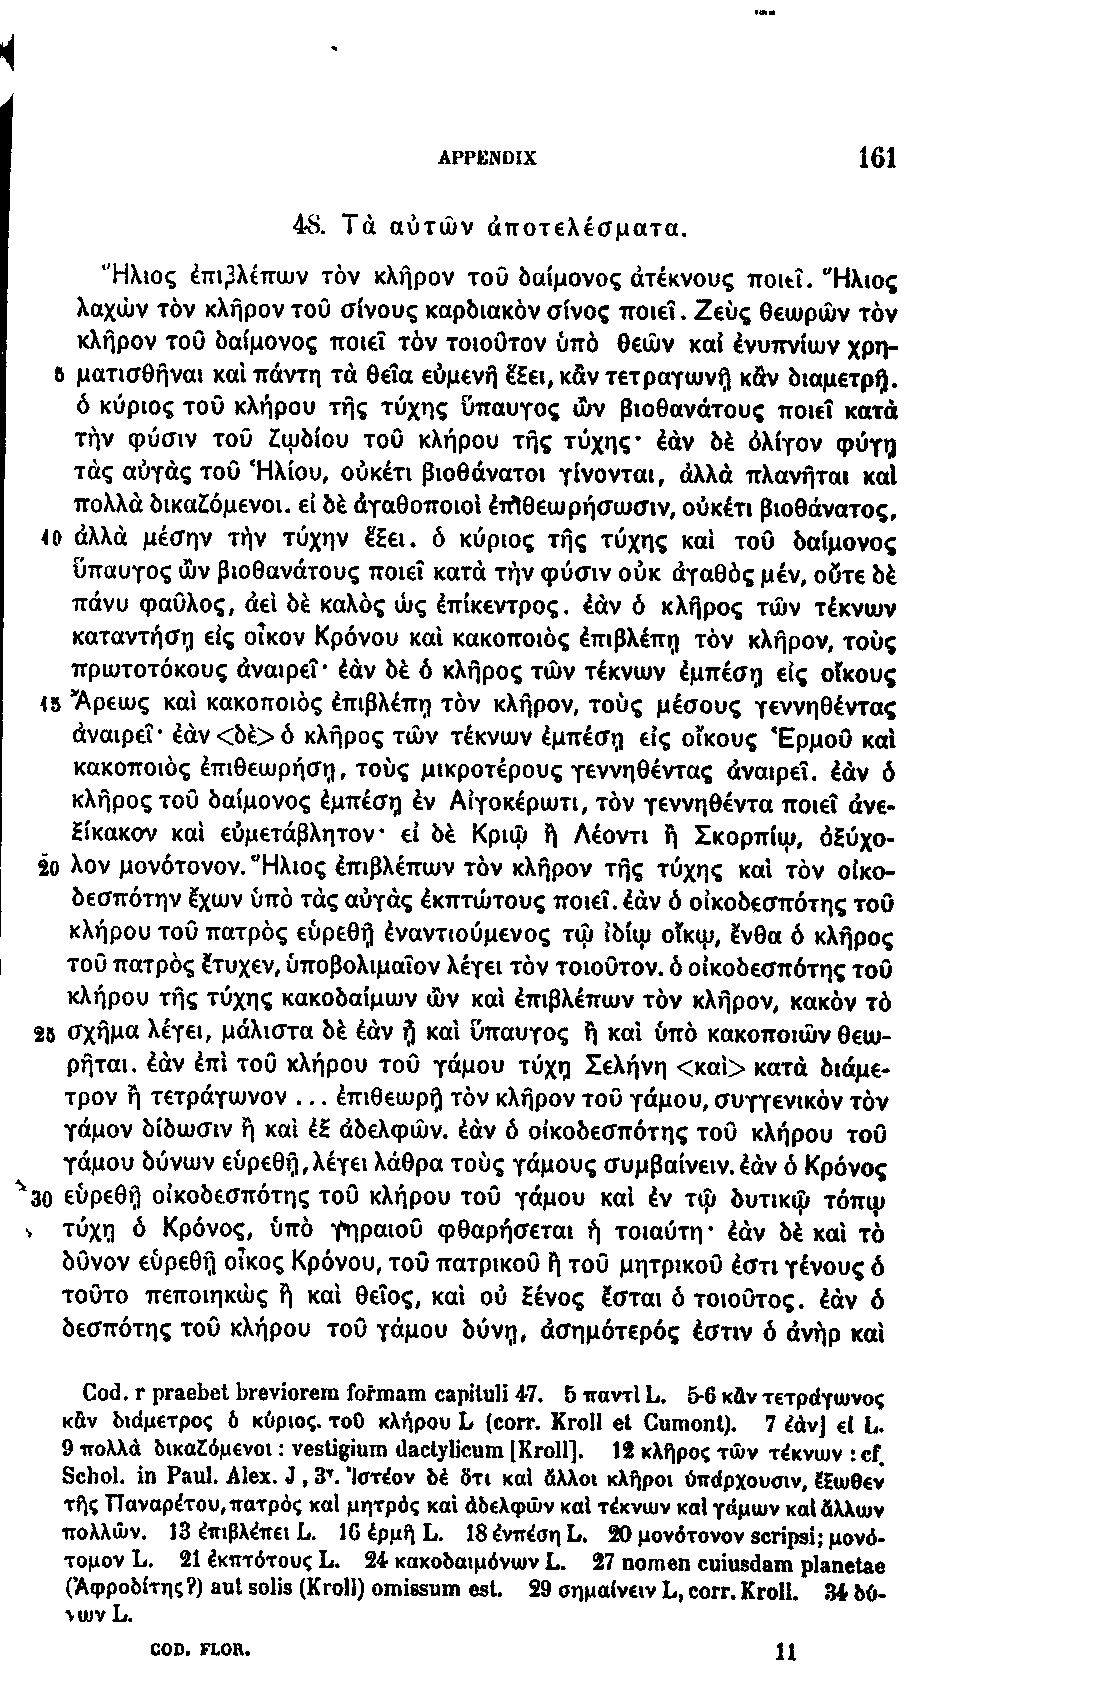 APPENDIX 161
48. Τὰ αὐτῶν ἀποτελέσματα.
Ἥλιος ἐπιβλέπων τὸν κλῆρον τοῦ δαίμονος ἀτέκνους ποιεῖ. Ἥλιος
λαχὼν τὸν κλῆρον τοῦ σίνους καρδιακὸν σίνος ποιεῖ. Ζεὺς θεωρῶν τὸν
κλῆρον τοῦ δαίμονος ποιεῖ τὸν τοιοῦτον ὑπὸ θεῶν καὶ ἐνυπνίων χρη-
5 ματισθῆναι καὶ πάντη τὰ θεῖα εὐμενῆ ἕξει, κἂν τετραγωνῇ κἂν διαμετρῇ.
ὁ κύριος τοῦ κλήρου τῆς τύχης ὕπαυγος ὢν βιοθανάτους ποιεῖ κατὰ
τὴν φύσιν τοῦ ζῳδίου τοῦ κλήρου τῆς τύχης· ἐὰν δὲ ὀλίγον φύγῃ
τὰς αὐγὰς τοῦ Ἡλίου, οὐκέτι βιοθάνατοι γίνονται, ἀλλὰ πλανῆται καὶ
πολλὰ δικαζόμενοι. εἰ δὲ ἀγαθοποιοὶ ἐπιθεωρήσωσιν, οὐκέτι βιοθάνατος,
10 ἀλλὰ μέσην τὴν τύχην ἕξει. ὁ κύριος τῆς τύχης καὶ τοῦ δαίμονος
ὕπαυγος ὢν βιοθανάτους ποιεῖ κατὰ τὴν φύσιν οὐκ ἀγαθὸς μέν, οὔτε δὲ
πάνυ φαῦλος, ἀεὶ δὲ καλὸς ὡς ἐπίκεντρος. ἐὰν ὁ κλῆρος τῶν τέκνων
καταντήσῃ εἰς οἶκον Κρόνου καὶ κακοποιὸς ἐπιβλέπῃ τὸν κλῆρον, τοὺς
πρωτοτόκους ἀναιρεῖ· ἐὰν δὲ ὁ κλῆρος τῶν τέκνων ἐμπέσῃ εἰς οἴκους
15 Ἄρεως καὶ κακοποιὸς ἐπιβλέπῃ τὸν κλῆρον, τοὺς μέσους γεννηθέντας
ἀναιρεῖ· ἐὰν <δὲ> ὁ κλῆρος τῶν τέκνων ἐμπέσῃ εἰς οἴκους Ἑρμοῦ καὶ
κακοποιὸς ἐπιθεωρήσῃ, τοὺς μικροτέρους γεννηθέντας ἀναιρεῖ. ἐὰν ὁ
κλῆρος τοῦ δαίμονος ἐμπέσῃ ἐν Αἰγοκέρωτι, τὸν γεννηθέντα ποιεῖ ἀνε-
ξίκακον καὶ εὐμετάβλητον· εἰ δὲ Κριῷ ἢ Λέοντι ἢ Σκορπίῳ, ὀξύχο-
20 λον μονότονον. Ἥλιος ἐπιβλέπων τὸν κλῆρον τῆς τύχης καὶ τὸν οἰκο-
δεσπότην ἔχων ὑπὸ τὰς αὐγὰς ἐκπτώτους ποιεῖ. ἐὰν ὁ οἰκοδεσπότης τοῦ
κλήρου τοῦ πατρὸς εὑρεθῇ ἐναντιούμενος τῷ ἰδίῳ οἴκῳ, ἔνθα ὁ κλῆρος
τοῦ πατρὸς ἔτυχεν, ὑποβολιμαῖον λέγει τὸν τοιοῦτον. ὁ οἰκοδεσπότης τοῦ
κλήρου τῆς τύχης κακοδαίμων ὢν καὶ ἐπιβλέπων τὸν κλῆρον, κακὸν τὸ
25 σχῆμα λέγει, μάλιστα δὲ ἐὰν ᾖ καὶ ὕπαυγος ἢ καὶ ὑπὸ κακοποιῶν θεω-
ρῆται. ἐὰν ἐπὶ τοῦ κλήρου τοῦ γάμου τύχῃ Σελήνη <καὶ> κατὰ διάμε-
τρον ἢ τετράγωνον ... ἐπιθεωρῇ τὸν κλῆρον τοῦ γάμου, συγγενικὸν τὸν
γάμον δίδωσιν ἢ καὶ ἐξ ἀδελφῶν. ἐὰν ὁ οἰκοδεσπότης τοῦ κλήρου τοῦ
γάμου δύνων εὑρεθῇ, λέγει λάθρα τοὺς γάμους συμβαίνειν. ἐὰν ὁ Κρόνος
30 εὑρεθῇ οἰκοδεσπότης τοῦ κλήρου τοῦ γάμου καὶ ἐν τῷ δυτικῷ τόπῳ
τύχῃ ὁ Κρόνος, ὑπὸ γηραιοῦ φθαρήσεται ἡ τοιαύτη· ἐὰν δὲ καὶ τὸ
δῦνον εὑρεθῇ οἶκος Κρόνου, τοῦ πατρικοῦ ἢ τοῦ μητρικοῦ ἐστι γένους ὁ
τοῦτο πεποιηκὼς ἢ καὶ θεῖος, καὶ οὐ ξένος ἔσται ὁ τοιοῦτος. ἐὰν ὁ
δεσπότης τοῦ κλήρου τοῦ γάμου δύνῃ, ἀσημότερός ἐστιν ὁ ἀνὴρ καὶ
Cod. r praebet breviorem formam capituli 47. 5 παντὶ L. 5-6 κἂν τετράγωνος
κἂν διάμετρος ὁ κύριος. τοῦ κλήρου L (corr. Kroll et Cumont). 7 ἐὰν] εἰ L.
9 πολλὰ δικαζόμενοι : vestigium dactylicum [Kroll]. 12 κλῆρος τῶν τέκνων : cf.
Schol. in Paul. Alex. J, 3ᵛ. Ἰστέον δὲ ὅτι καὶ ἄλλοι κλῆροι ὑπάρχουσιν, ἔξωθεν
τῆς Παναρέτου, πατρὸς καὶ μητρὸς καὶ ἀδελφῶν καὶ τέκνων καὶ γάμων καὶ ἄλλων
πολλῶν. 13 ἐπιβλέπει L. 16 ἑρμῆ L. 18 ἐνπέση L. 20 μονότονον scripsi; μονό-
τομον L. 21 ἐκπτότους L. 24 κακοδαιμόνων L. 27 nomen cuiusdam planetae
(Ἀφροδίτης?) aut solis (Kroll) omissum est. 29 σημαίνειν L, corr. Kroll. 34 δύ-
νων L.
COD. FLOR. 11